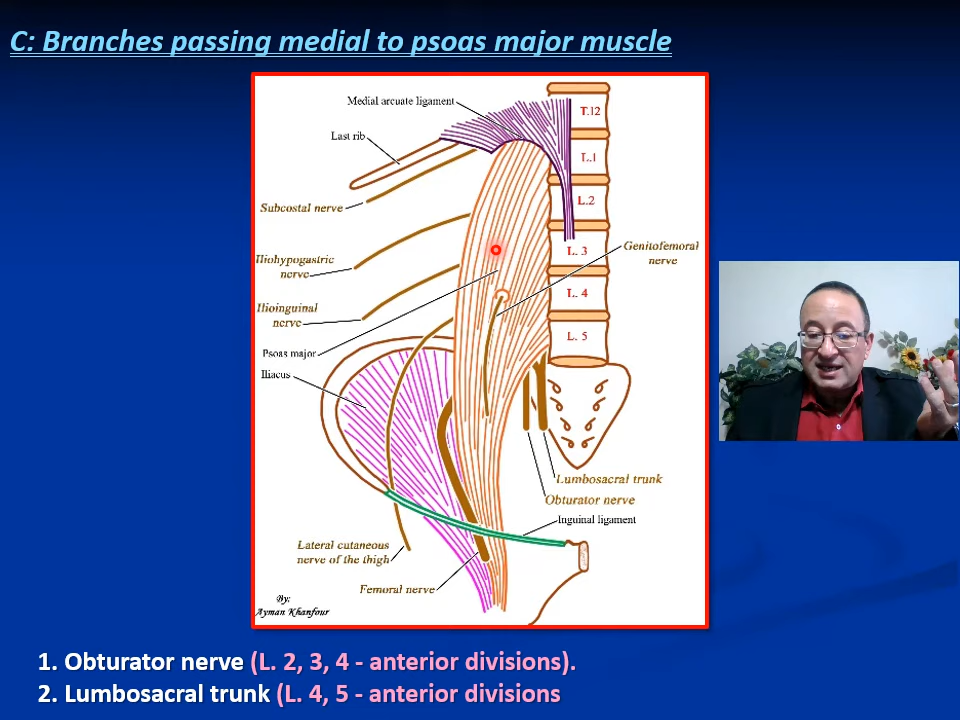 C: Branches passing medial to psoas major muscle
Medial arcuate ligament
T.12
Last rib
L.1
L.2
Subcostal nerve
Genitofemoral
nerve
L. 3
Iliohypogastric
nerve
L. 4
Ilioinguinal
nerve
L. 5
Psoas major
Iliacus
Lumbosacral trunk
Obturator nerve
Inguinal ligament
Lateral cutaneous
nerve of the thigh
Femoral nerve
By:
Ayman Khanfour
1. Obturator nerve (L. 2, 3, 4 - anterior divisions).
2. Lumbosacral trunk (L. 4, 5 - anterior divisions